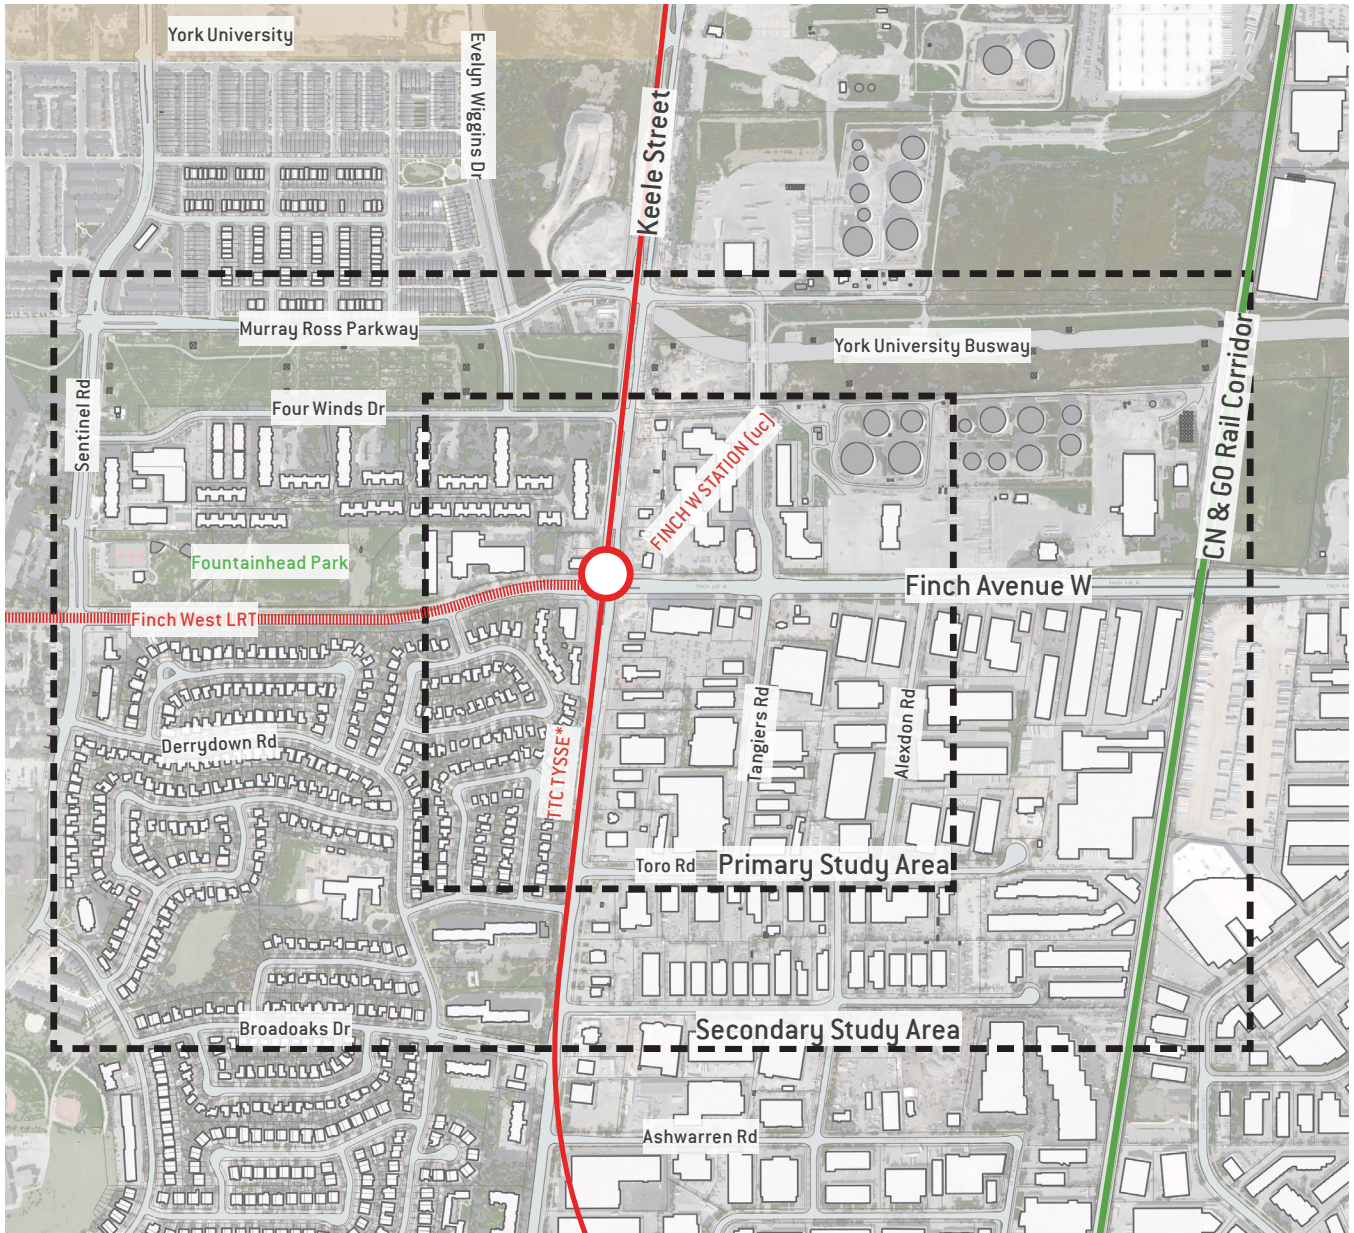 York University
Evelyn Wiggins Dr
Keele Street
Murray Ross Parkway
York University Busway
Sentinel Rd
Four Winds Dr
CN & GO Rail Corridor
FINCH W STATION (uc)
Fountainhead Park
Finch Avenue W
Finch West LRT
Derrydown Rd
TTC TYSSE*
Tangiers Rd
Alexdon Rd
Toro Rd
Primary Study Area
Broadoaks Dr
Secondary Study Area
Ashwarren Rd